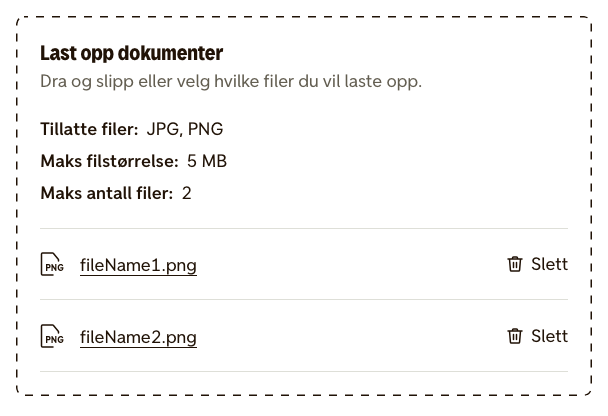 Last opp dokumenter
Dra og slipp eller velg hvilke filer du vil laste opp.
Tillatte filer: JPG, PNG
Maks filstørrelse: 5 MB
Maks antall filer: 2
PNG fileName1.png Slett
PNG fileName2.png Slett